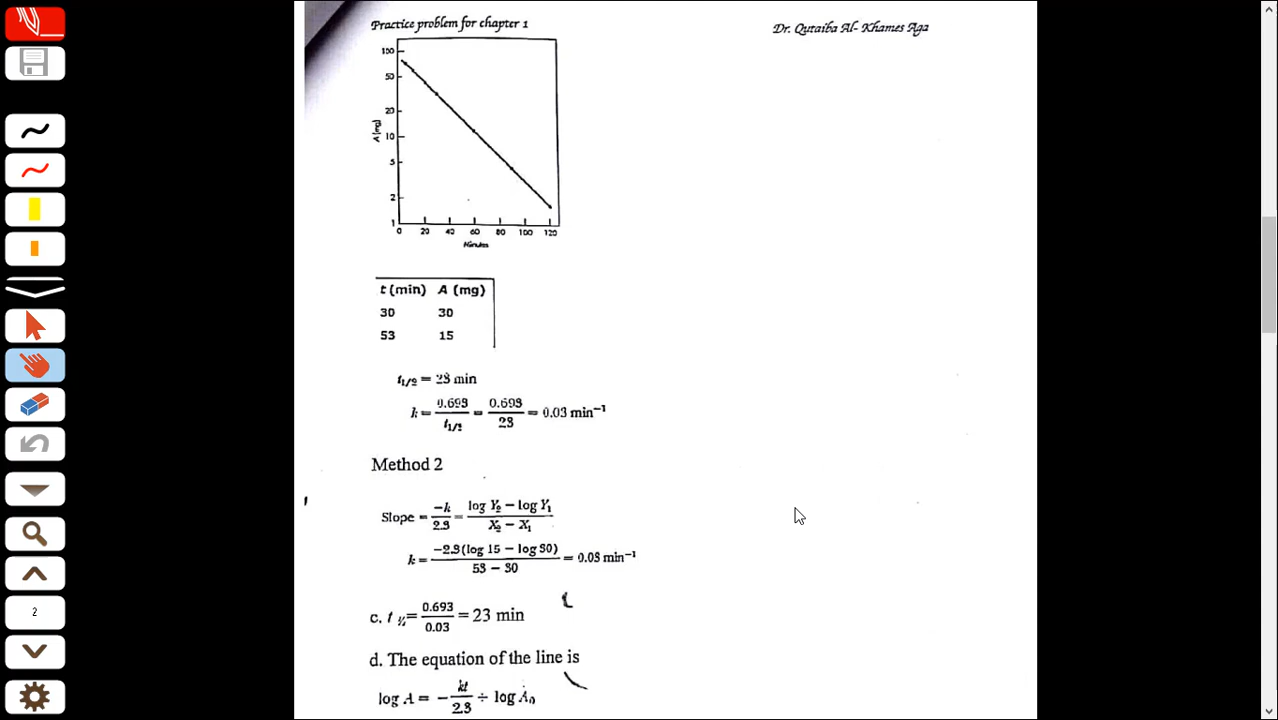 Practice problem for chapter 1
Dr. Qutaiba Al- Khames Aga
100
50
20
10
5
2
1
A (mg)
0 20 40 60 80 100 120
Minutes
t (min) A (mg)
30 30
53 15
t1/2 = 23 min
k = 0.693 / t1/2 = 0.693 / 23 = 0.03 min⁻¹
Method 2
Slope = -k / 2.3 = log Y2 - log Y1 / X2 - X1
k = -2.3(log 15 - log 30) / 53 - 30 = 0.03 min⁻¹
c. t ½ = 0.693 / 0.03 = 23 min
d. The equation of the line is
log A = - kt / 2.3 + log A0
2